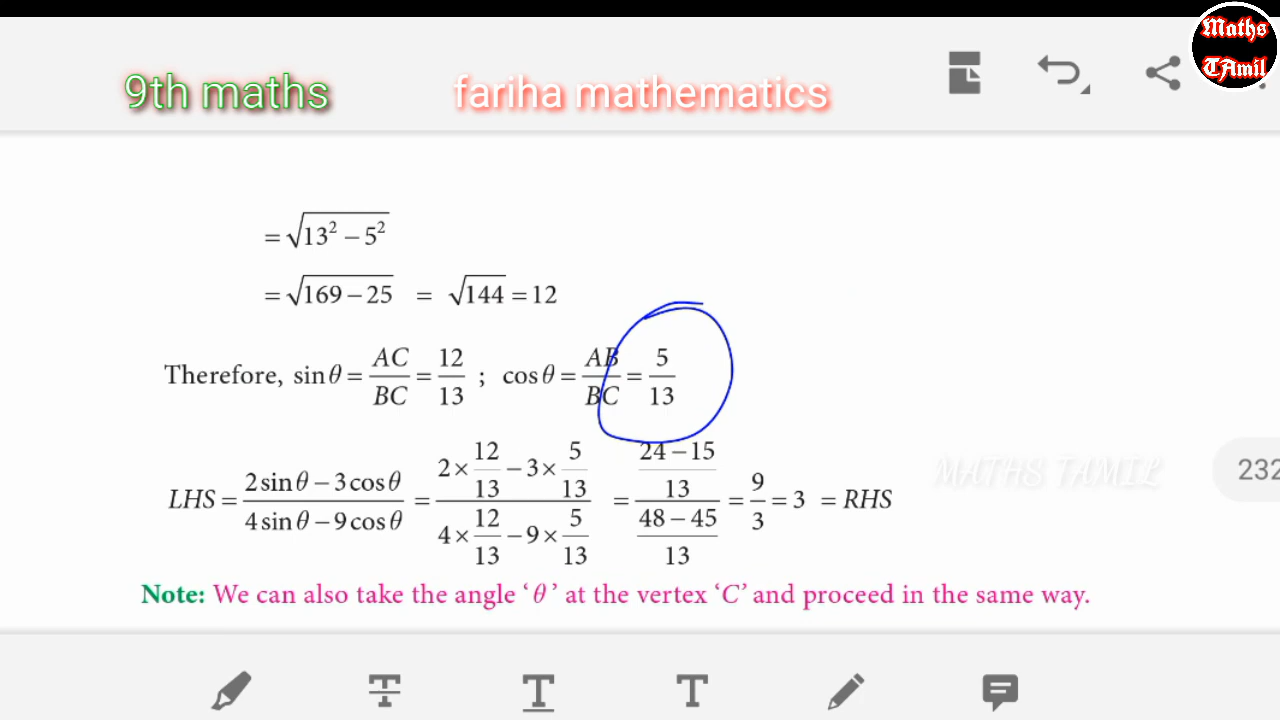 Maths
TAmil
9th maths
fariha mathematics
= √(13² − 5²)
= √(169 − 25) = √144 = 12
Therefore, sin θ = AC/BC = 12/13 ; cos θ = AB/BC = 5/13
LHS = (2 sin θ − 3 cos θ)/(4 sin θ − 9 cos θ) = (2 × 12/13 − 3 × 5/13)/(4 × 12/13 − 9 × 5/13) = ((24 − 15)/13)/((48 − 45)/13) = 9/3 = 3 = RHS
MATHS TAMIL
232
Note: We can also take the angle ‘θ’ at the vertex ‘C’ and proceed in the same way.
T
T
T